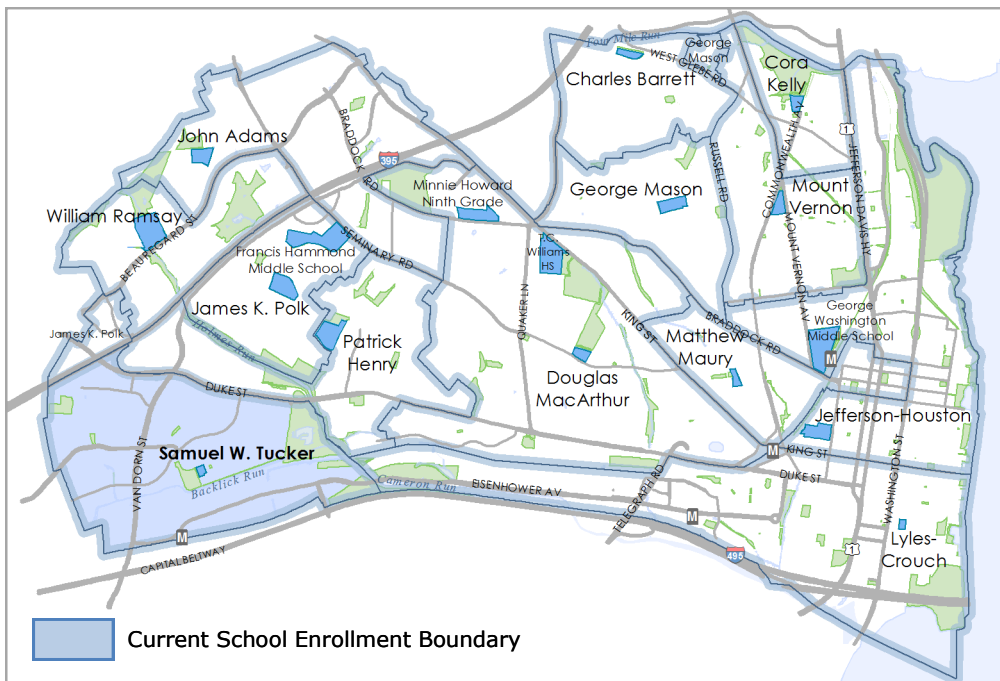 Four Mile Run
George
Mason
WEST GLEBE RD
Charles Barrett
Cora
Kelly
John Adams
BRADDOCK RD
395
1
COMMONWEALTH AV
JEFFERSON DAVIS HY
RUSSELL RD
Minnie Howard
Ninth Grade
George Mason
Mount
Vernon
William Ramsay
BEAUREGARD ST
SEMINARY RD
Francis Hammond
Middle School
T.C.
Williams
HS
MOUNT VERNON AV
James K. Polk
James K. Polk
Holmes Run
QUAKER LN
KING ST
BRADDOCK RD
George
Washington
Middle School
M
Matthew
Maury
Patrick
Henry
DUKE ST
Douglas
MacArthur
Jefferson-Houston
Samuel W. Tucker
VAN DORN ST
Backlick Run
M
KING ST
WASHINGTON ST
DUKE ST
Cameron Run
EISENHOWER AV
TELEGRAPH RD
M
M
CAPITAL BELTWAY
495
1
Lyles-
Crouch
Current School Enrollment Boundary